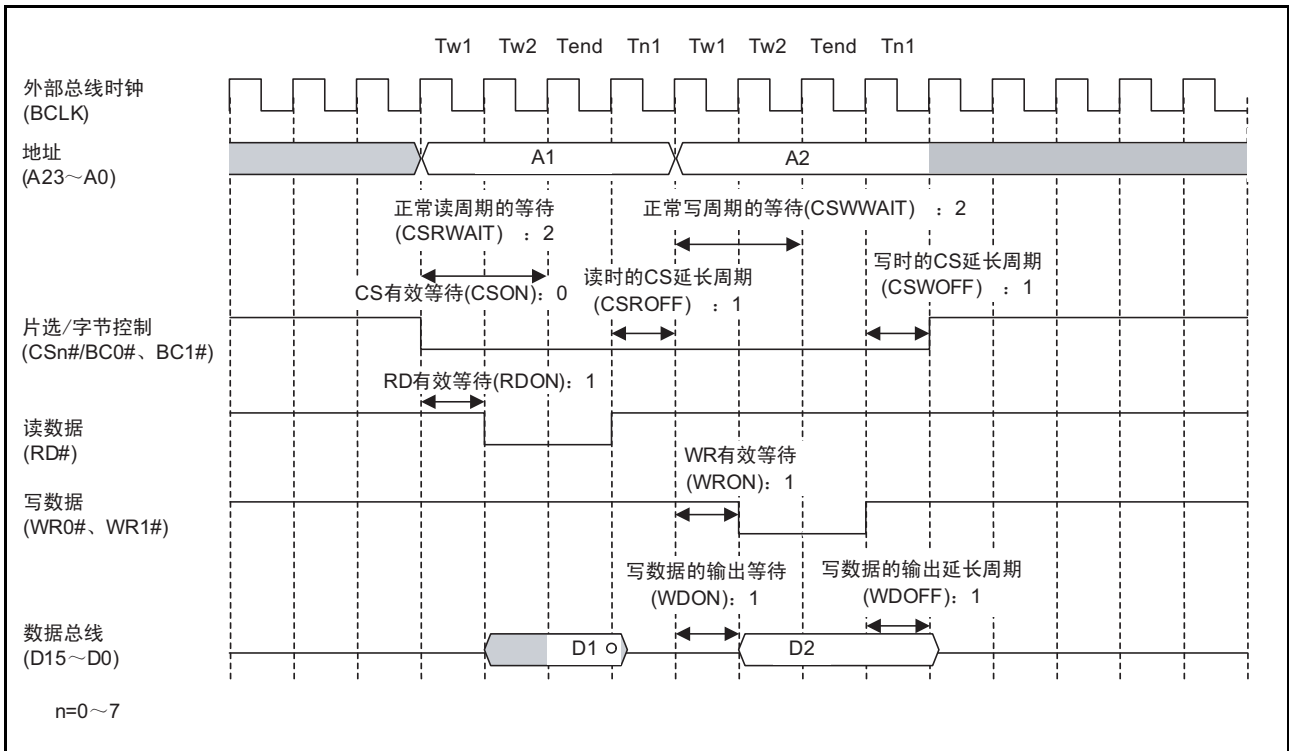 Tw1 Tw2 Tend Tn1 Tw1 Tw2 Tend Tn1
外部总线时钟
(BCLK)
地址
(A23～A0)
A1
A2
正常读周期的等待
(CSRWAIT) ：2
正常写周期的等待(CSWWAIT) ：2
CS有效等待(CSON)：0
读时的CS延长周期
(CSROFF) ：1
写时的CS延长周期
(CSWOFF) ：1
片选/字节控制
(CSn#/BC0#、BC1#)
RD有效等待(RDON)：1
读数据
(RD#)
WR有效等待
(WRON)：1
写数据
(WR0#、WR1#)
写数据的输出等待
(WDON)：1
写数据的输出延长周期
(WDOFF)：1
数据总线
(D15～D0)
D1
D2
n=0～7